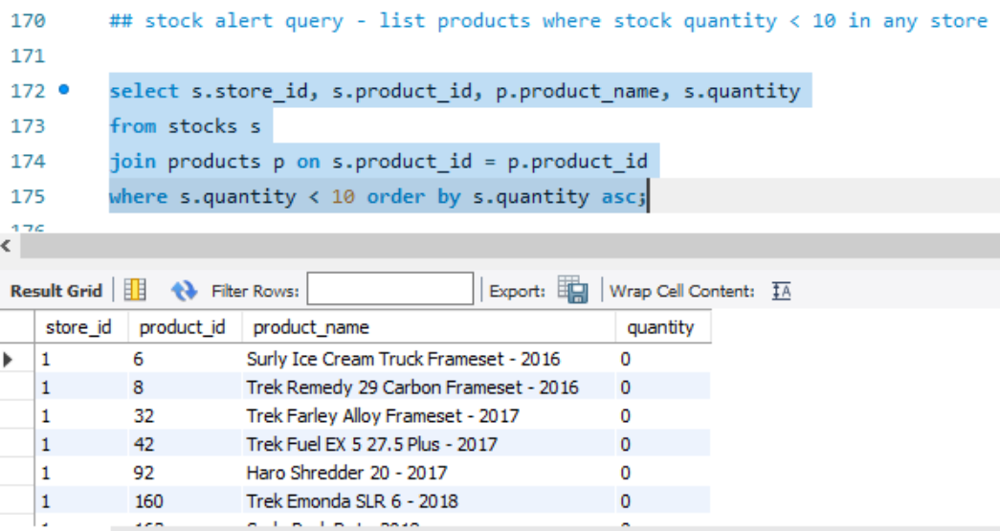 170 ## stock alert query - list products where stock quantity < 10 in any store
171
172 select s.store_id, s.product_id, p.product_name, s.quantity
173 from stocks s
174 join products p on s.product_id = p.product_id
175 where s.quantity < 10 order by s.quantity asc;
176
Result Grid Filter Rows: Export: Wrap Cell Content:
store_id product_id product_name quantity
1 6 Surly Ice Cream Truck Frameset - 2016 0
1 8 Trek Remedy 29 Carbon Frameset - 2016 0
1 32 Trek Farley Alloy Frameset - 2017 0
1 42 Trek Fuel EX 5 27.5 Plus - 2017 0
1 92 Haro Shredder 20 - 2017 0
1 160 Trek Emonda SLR 6 - 2018 0